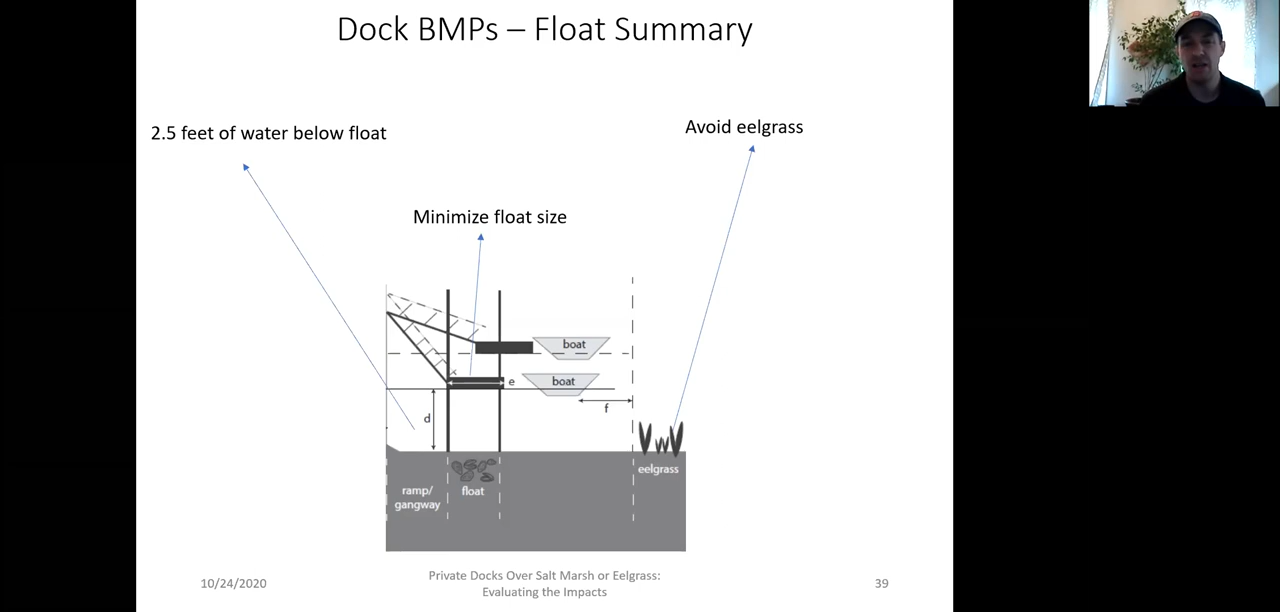 Dock BMPs – Float Summary
2.5 feet of water below float
Avoid eelgrass
Minimize float size
boat
boat
e
f
d
eelgrass
ramp/
gangway
float
10/24/2020
Private Docks Over Salt Marsh or Eelgrass:
Evaluating the Impacts
39